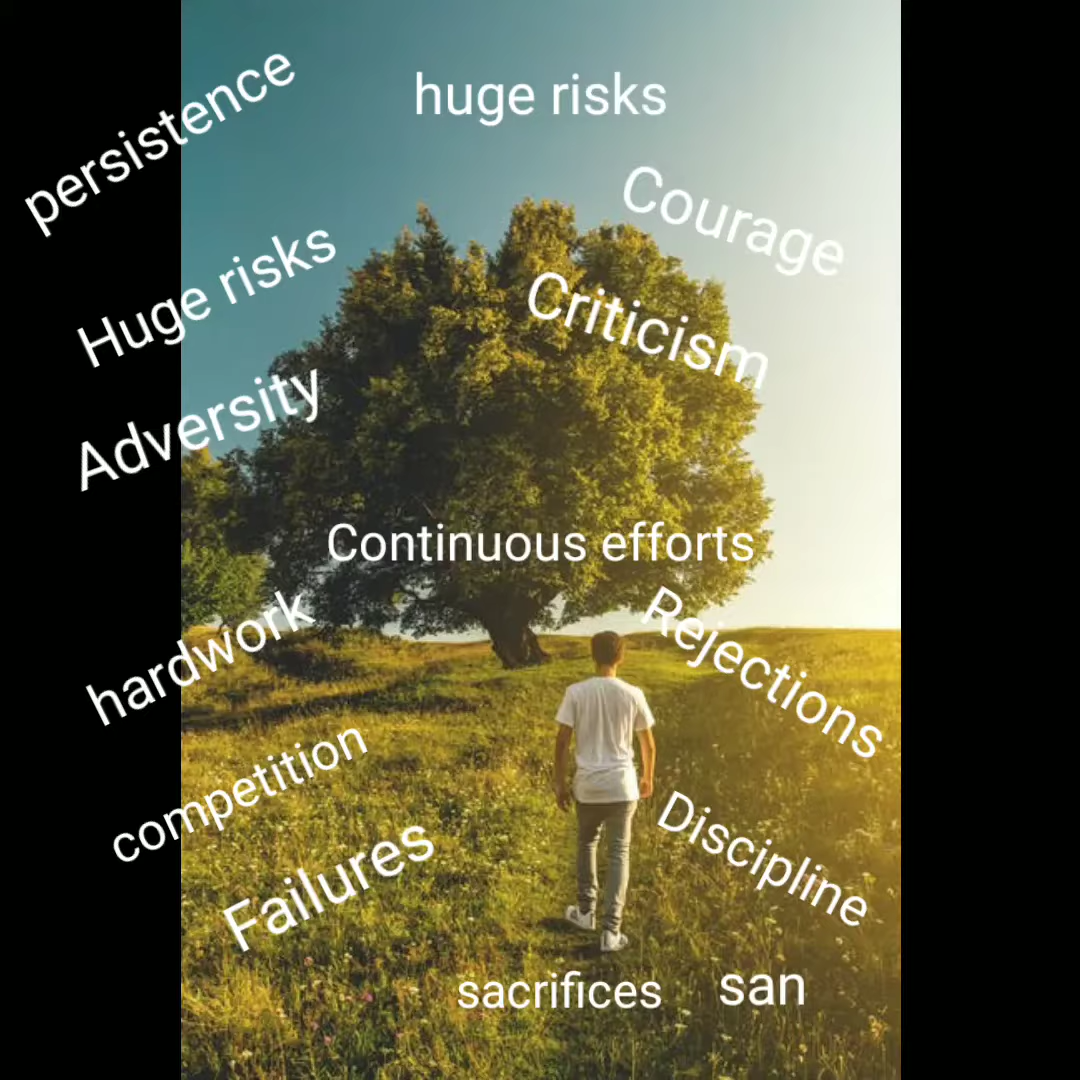 persistence
huge risks
Courage
Huge risks
Criticism
Adversity
Continuous efforts
hardwork
Rejections
competition
Discipline
Failures
sacrifices
san